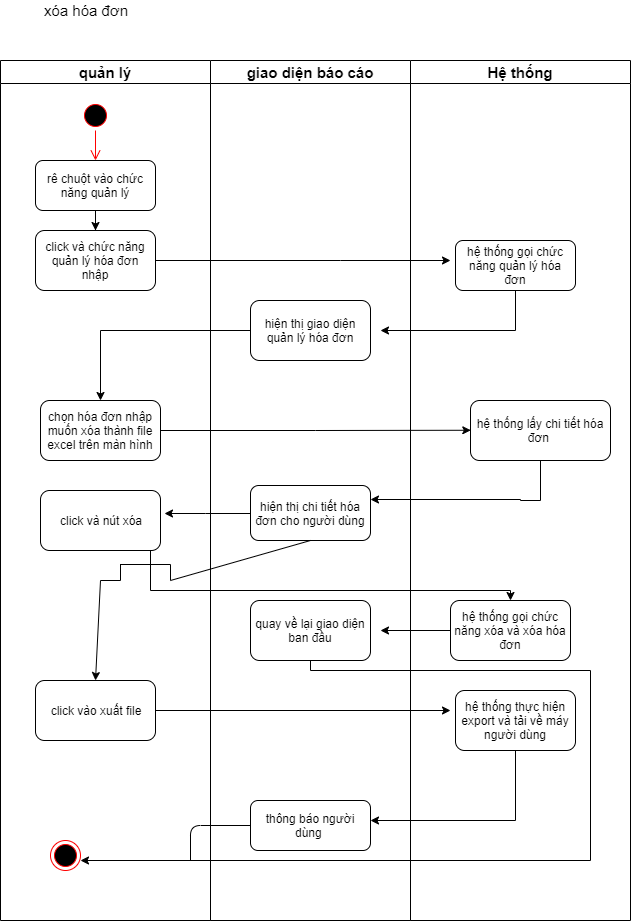 xóa hóa đơn
quản lý
giao diện báo cáo
Hệ thống
rê chuột vào chức
năng quản lý
click và chức năng
quản lý hóa đơn
nhập
hệ thống gọi chức
năng quản lý hóa
đơn
hiện thị giao diện
quản lý hóa đơn
chọn hóa đơn nhập
muốn xóa thành file
excel trên màn hình
hệ thống lấy chi tiết hóa
đơn
hiện thị chi tiết hóa
đơn cho người dùng
click và nút xóa
quay về lại giao diện
ban đầu
hệ thống gọi chức
năng xóa và xóa hóa
đơn
click vào xuất file
hệ thống thực hiện
export và tải về máy
người dùng
thông báo người
dùng